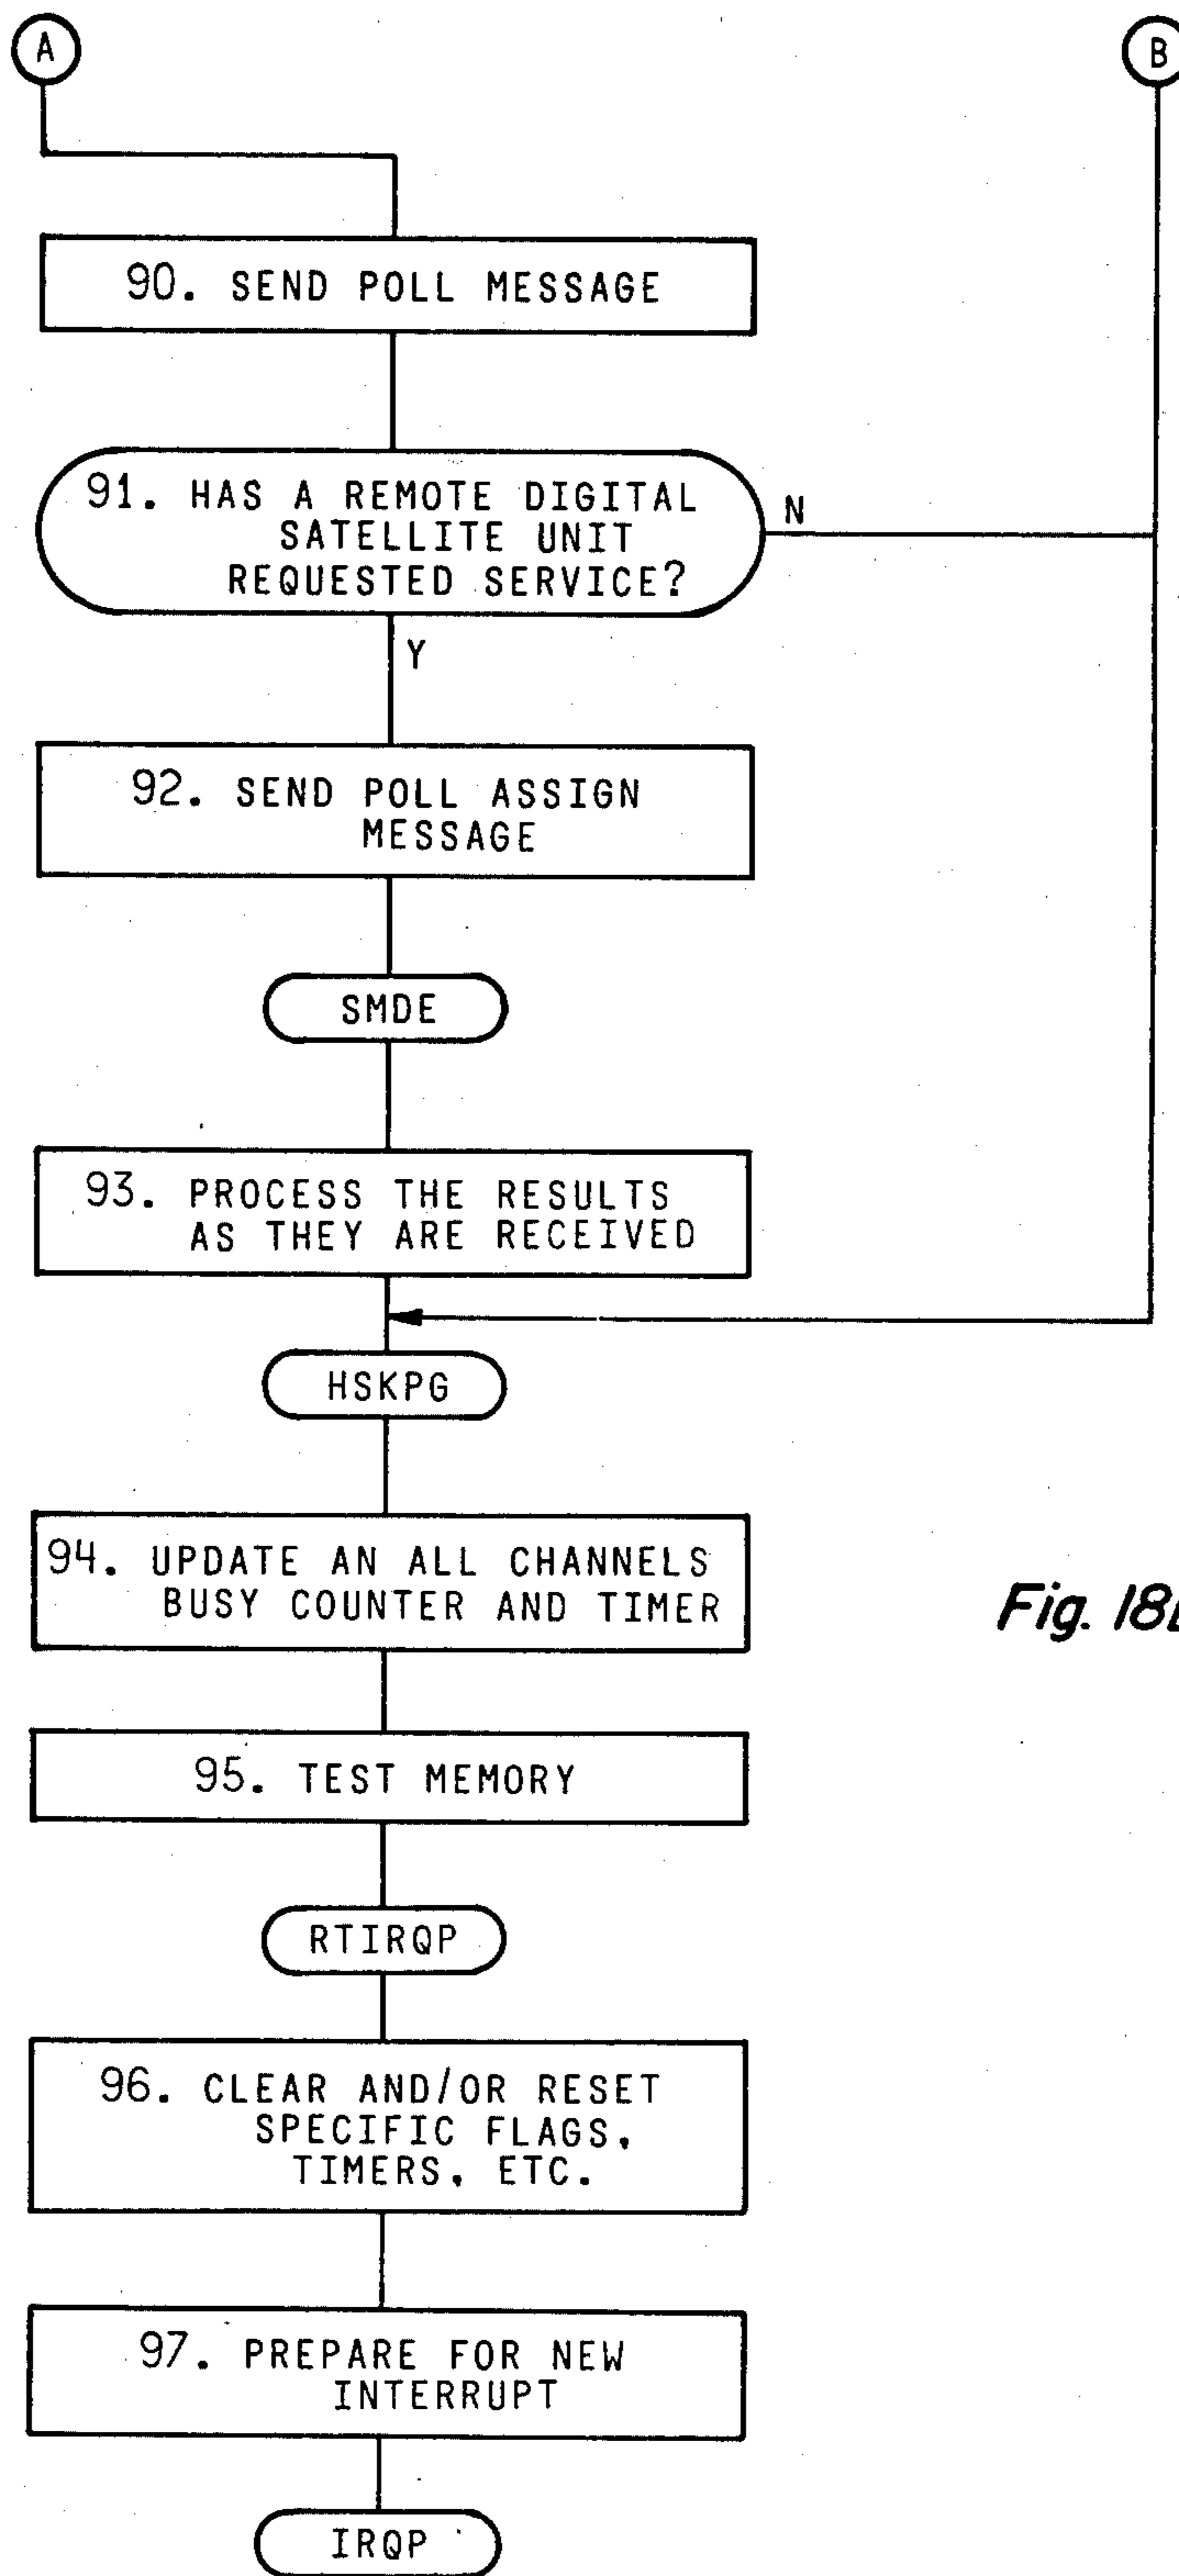 A
B
90. SEND POLL MESSAGE
91. HAS A REMOTE DIGITAL
SATELLITE UNIT
REQUESTED SERVICE?
N
Y
92. SEND POLL ASSIGN
MESSAGE
SMDE
93. PROCESS THE RESULTS
AS THEY ARE RECEIVED
HSKPG
94. UPDATE AN ALL CHANNELS
BUSY COUNTER AND TIMER
Fig. 18
95. TEST MEMORY
RTIRQP
96. CLEAR AND/OR RESET
SPECIFIC FLAGS,
TIMERS, ETC.
97. PREPARE FOR NEW
INTERRUPT
IRQP